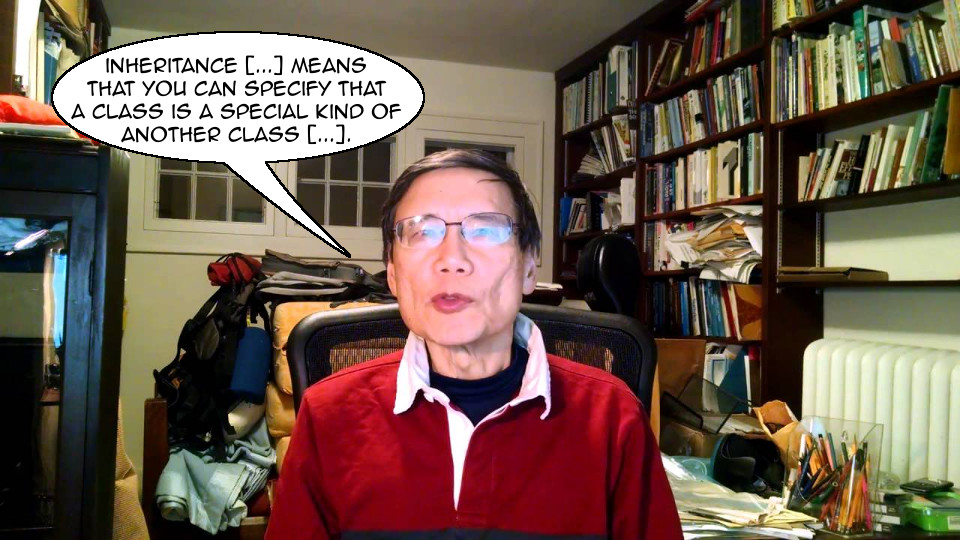 INHERITANCE [...] MEANS
THAT YOU CAN SPECIFY THAT
A CLASS IS A SPECIAL KIND OF
ANOTHER CLASS [...].